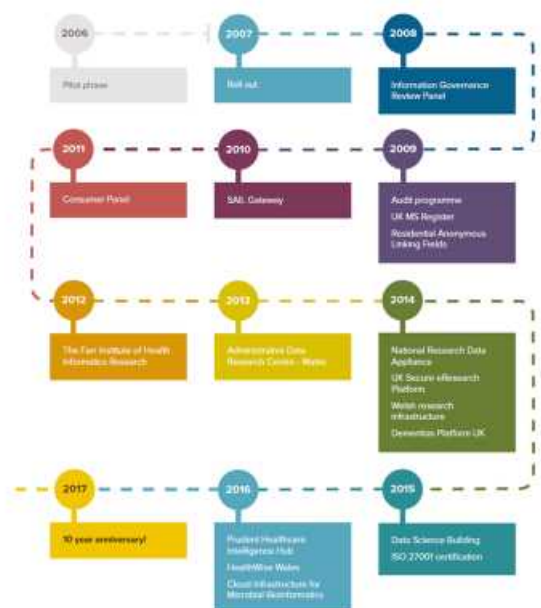 2006
Pilot phase
2007
Roll out
2008
Information Governance
Review Panel
2009
Audit programme
UK MS Register
Residential Anonymous
Linking Fields
2010
SAIL Gateway
2011
Consumer Panel
2012
The Farr Institute of Health
Informatics Research
2013
Administrative Data
Research Centre - Wales
2014
National Research Data
Appliance
UK Secure eResearch
Platform
Welsh research
infrastructure
Dementias Platform UK
2015
Data Science Building
ISO 27001 certification
2016
Prudent Healthcare
Intelligence Hub
HealthWise Wales
Cloud Infrastructure for
Microbial Bioinformatics
2017
10 year anniversary!